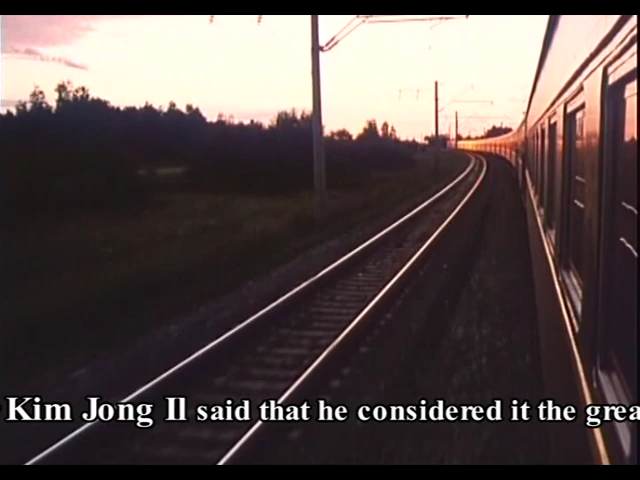 Kim Jong Il said that he considered it the grea